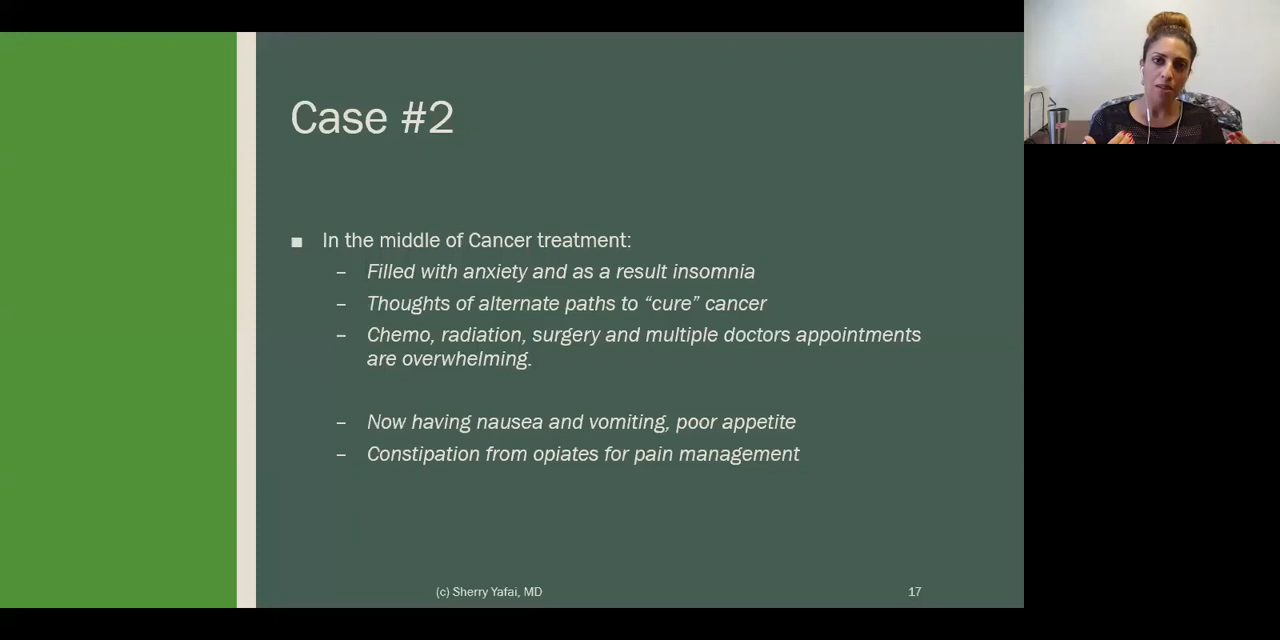 Case #2
■ In the middle of Cancer treatment:
– Filled with anxiety and as a result insomnia
– Thoughts of alternate paths to “cure” cancer
– Chemo, radiation, surgery and multiple doctors appointments
are overwhelming.
– Now having nausea and vomiting, poor appetite
– Constipation from opiates for pain management
(c) Sherry Yafai, MD
17